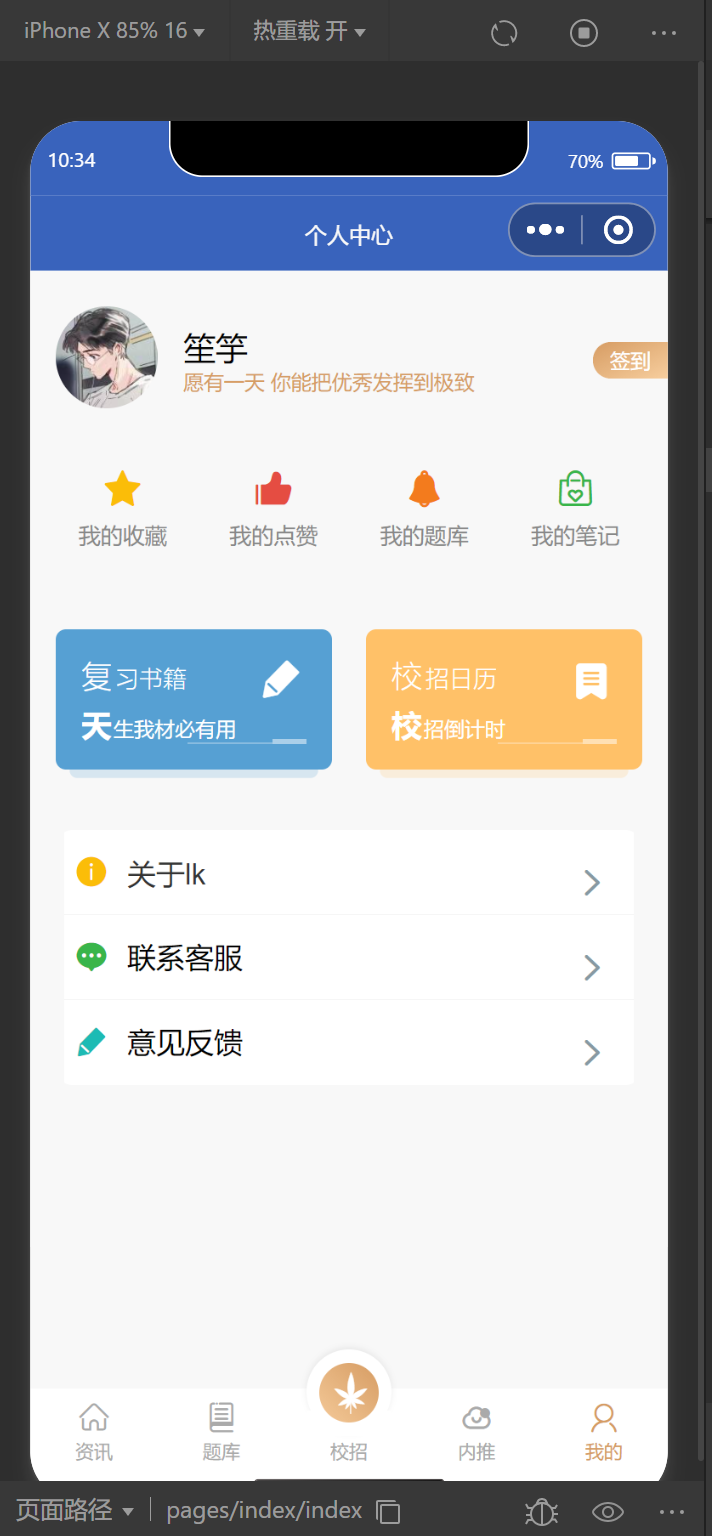 iPhone X 85% 16 热重载 开
10:34 70%
个人中心
笙竽
愿有一天 你能把优秀发挥到极致
签到
我的收藏 我的点赞 我的题库 我的笔记
复习书籍
天生我材必有用
校招日历
校招倒计时
关于lk
联系客服
意见反馈
资讯 题库 校招 内推 我的
页面路径 pages/index/index